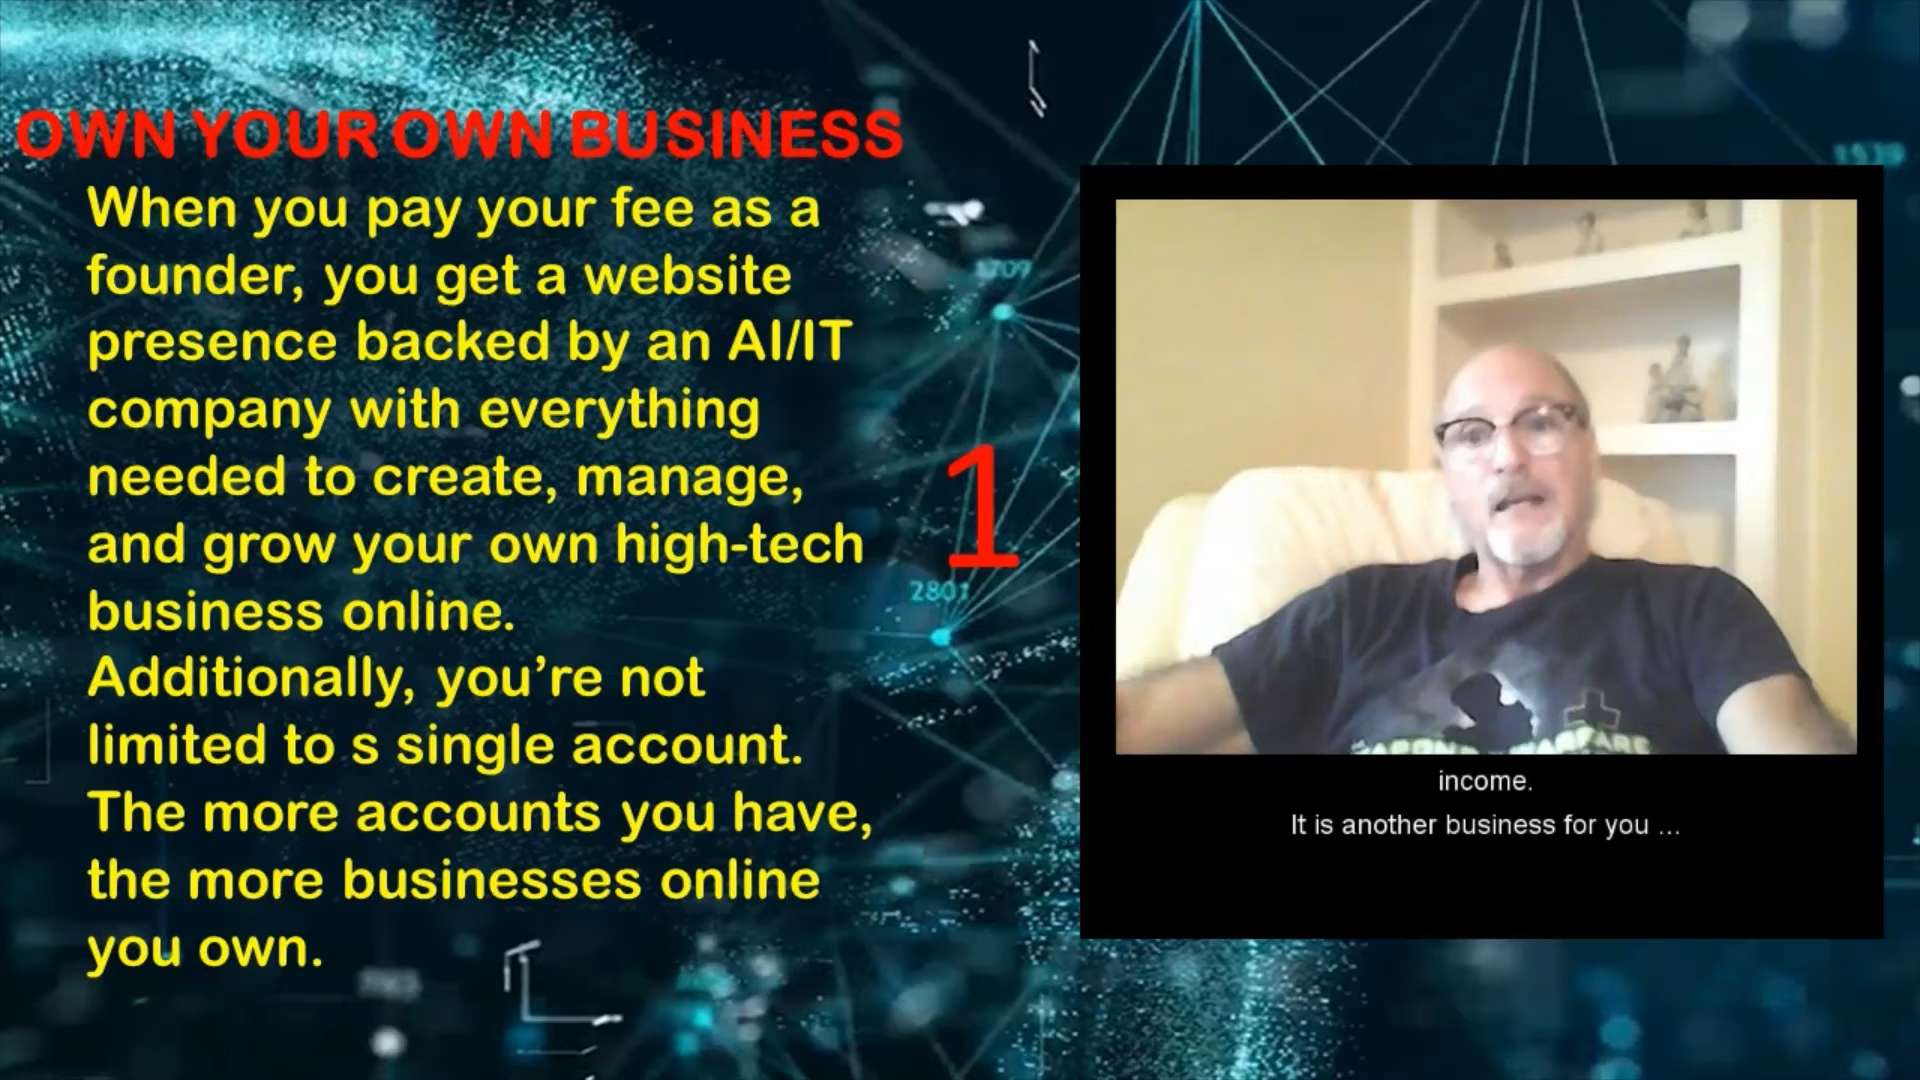 OWN YOUR OWN BUSINESS
When you pay your fee as a
founder, you get a website
presence backed by an AI/IT
company with everything
needed to create, manage,
and grow your own high-tech
business online.
Additionally, you’re not
limited to s single account.
The more accounts you have,
the more businesses online
you own.
1
2801
1709
1539
income.
It is another business for you ...